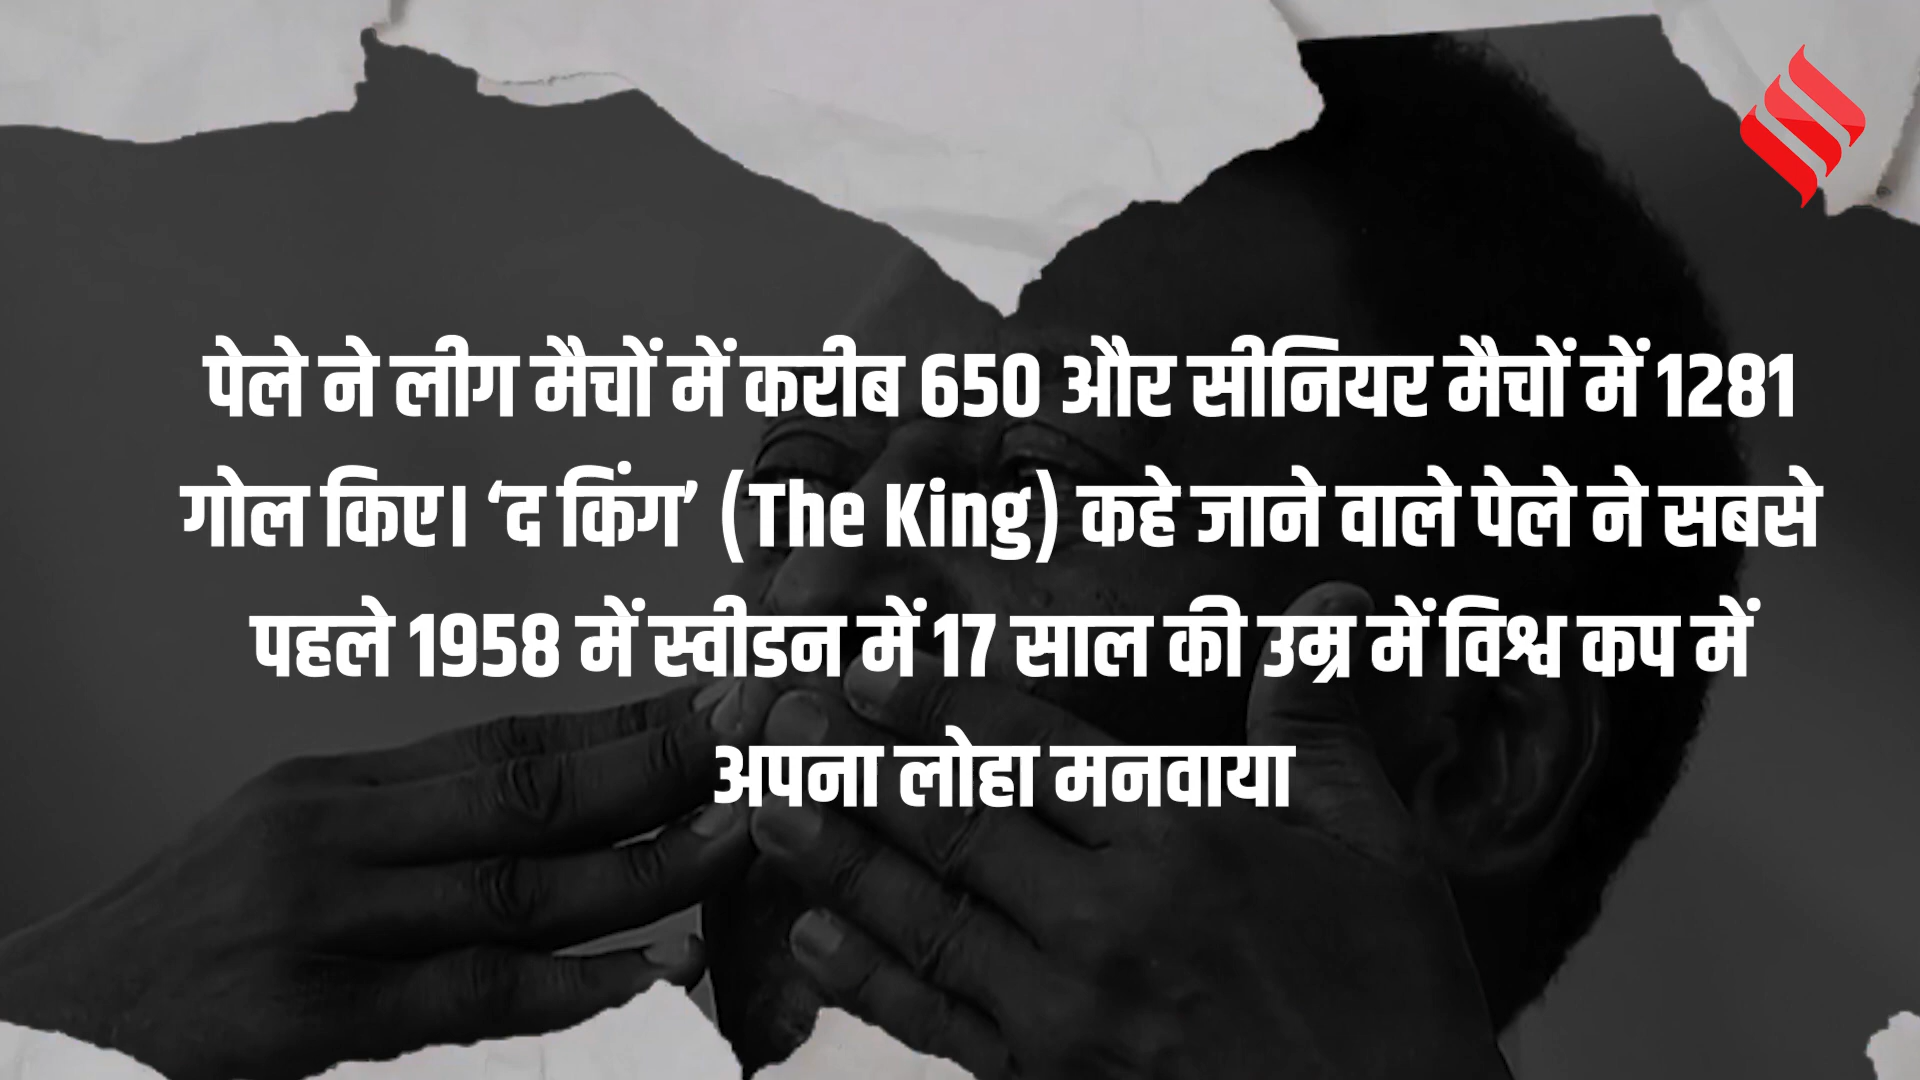 पेले ने लीग मैचों में करीब 650 और सीनियर मैचों में 1281
गोल किए। ‘द किंग’ (The King) कहे जाने वाले पेले ने सबसे
पहले 1958 में स्वीडन में 17 साल की उम्र में विश्व कप में
अपना लोहा मनवाया